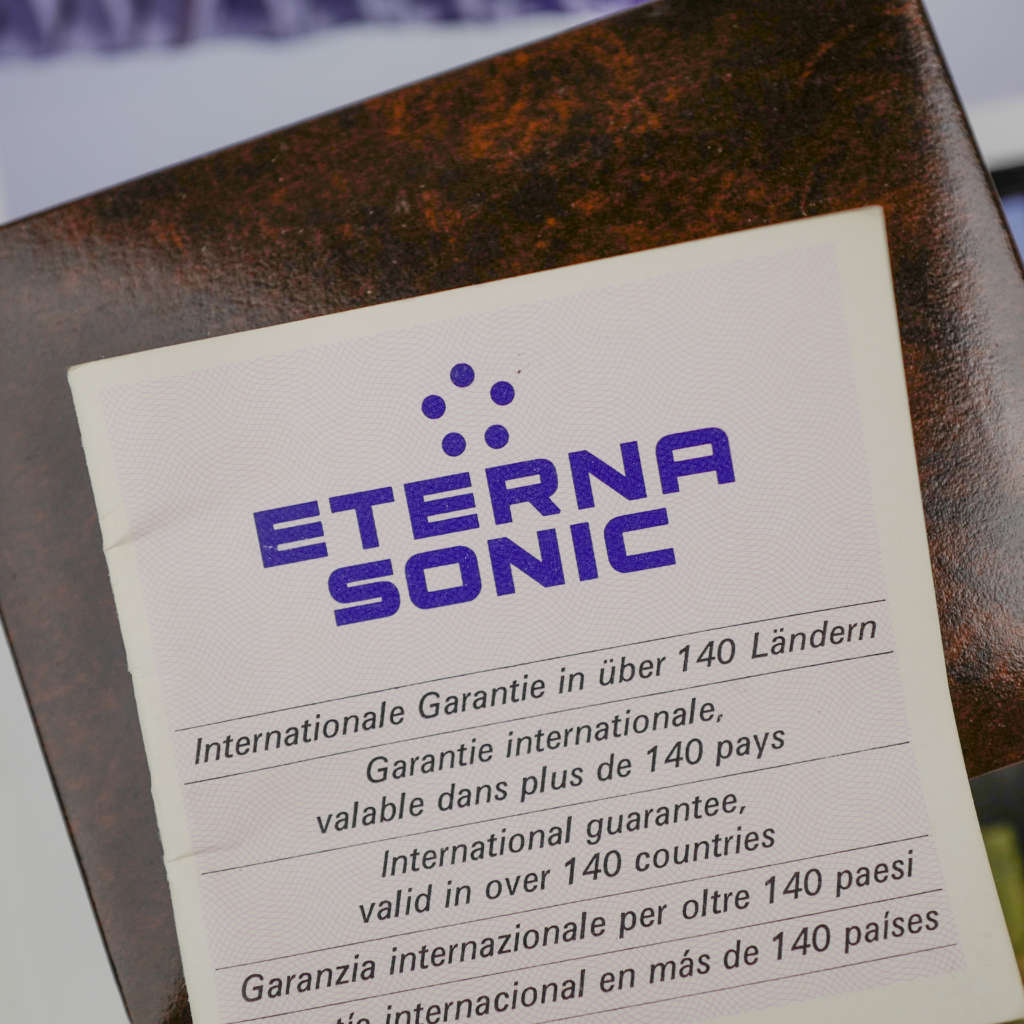 ETERNA
SONIC
Internationale Garantie in über 140 Ländern
Garantie internationale,
valable dans plus de 140 pays
International guarantee,
valid in over 140 countries
Garanzia internazionale per oltre 140 paesi
internacional en más de 140 países